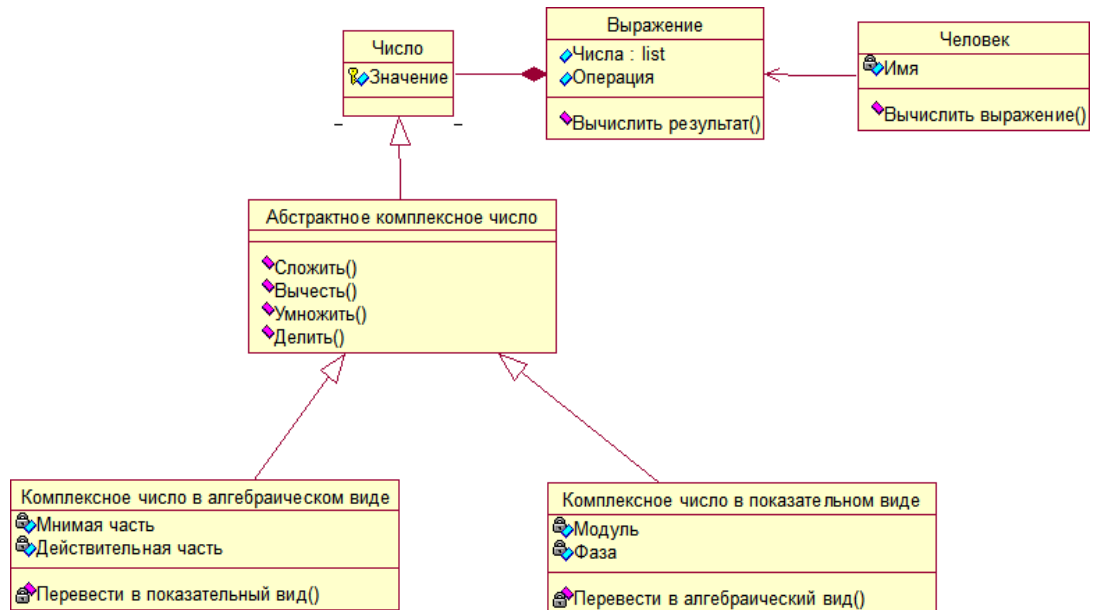 Число
Значение
Выражение
Числа : list
Операция
Вычислить результат()
Человек
Имя
Вычислить выражение()
Абстрактное комплексное число
Сложить()
Вычесть()
Умножить()
Делить()
Комплексное число в алгебраическом виде
Мнимая часть
Действительная часть
Перевести в показательный вид()
Комплексное число в показательном виде
Модуль
Фаза
Перевести в алгебраический вид()